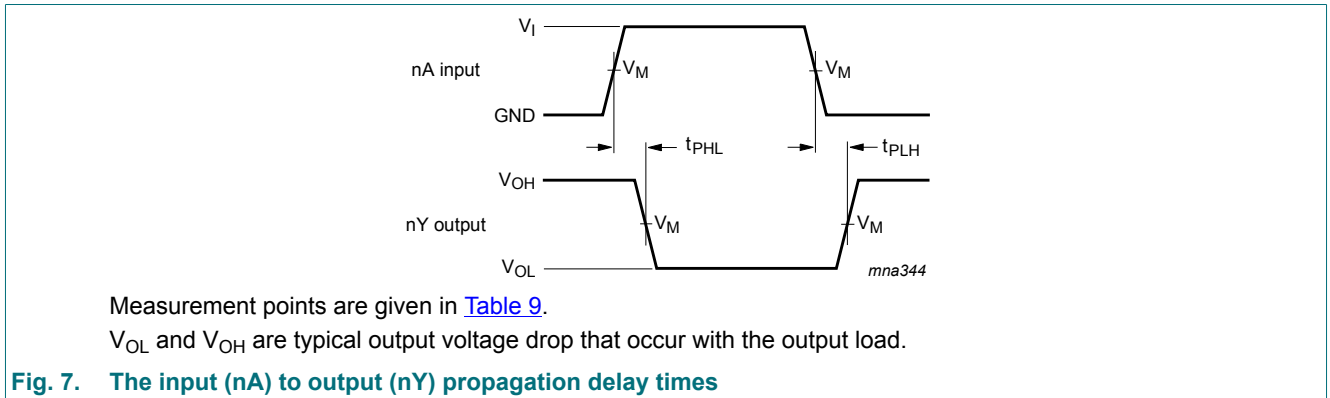 V_I
nA input
V_M
V_M
GND
t_PHL
t_PLH
V_OH
nY output
V_M
V_M
V_OL
mna344
Measurement points are given in Table 9.
V_OL and V_OH are typical output voltage drop that occur with the output load.
Fig. 7. The input (nA) to output (nY) propagation delay times